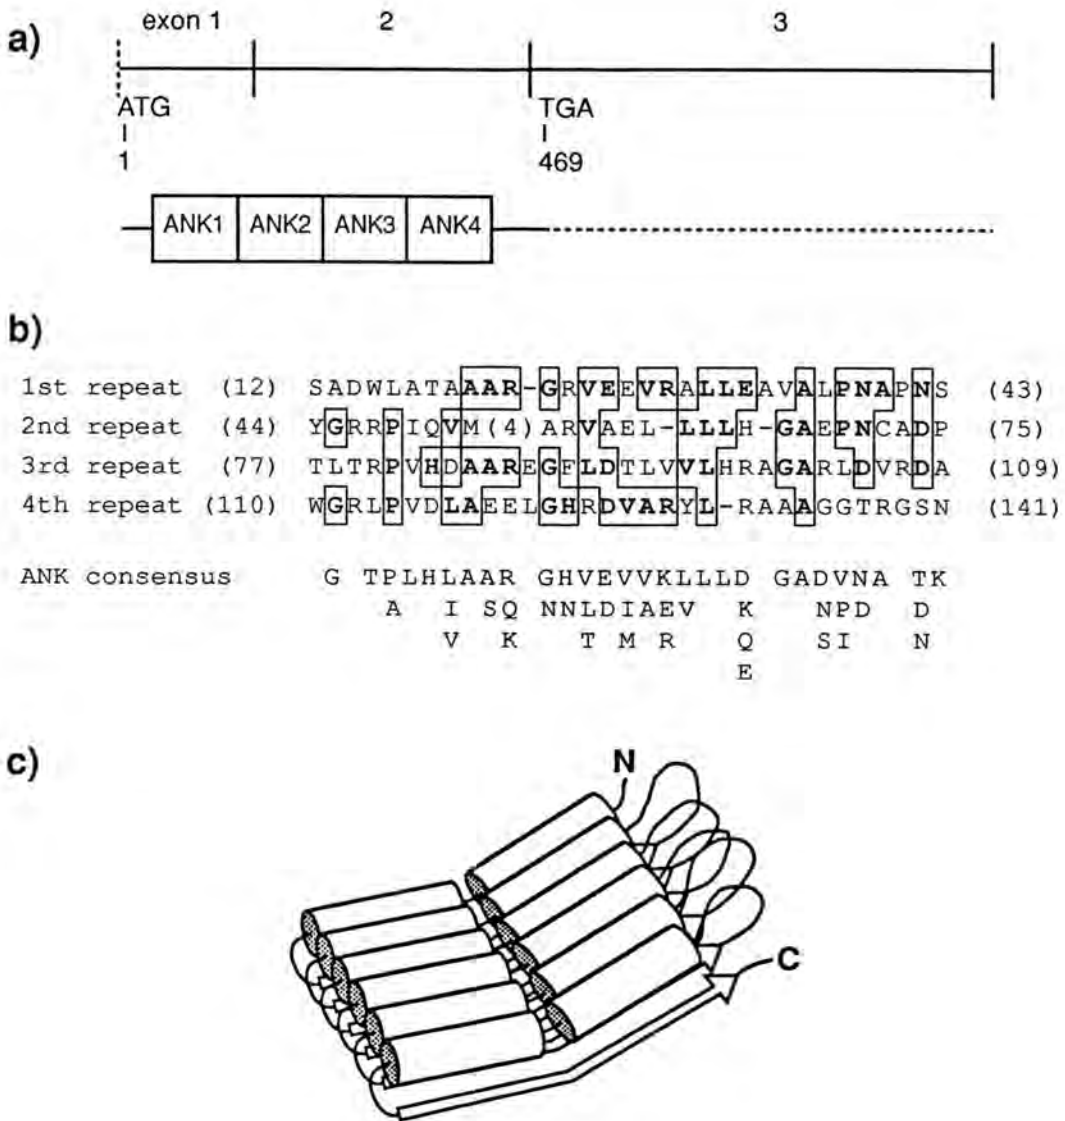 a)
exon 1 2 3
ATG TGA
1 469
ANK1 ANK2 ANK3 ANK4
b)
1st repeat (12) SADWLATAAAR-GRVEEVRALLEAVALPNAPNS (43)
2nd repeat (44) YGRRPIQVM(4)ARVAEL-LLLH-GAEPNCADP (75)
3rd repeat (77) TLTRPVHDAAREGFLDTLVVLHRAGARLDVRDA (109)
4th repeat (110) WGRLPVDLAEELGHRDVARYL-RAAAGGTRGSN (141)
ANK consensus G TPLHLAAR GHVEVVKLLLD GADVNA TK
A I SQ NNLDIAEV K NPD D
V K T M R Q SI N
E
c)
N
C